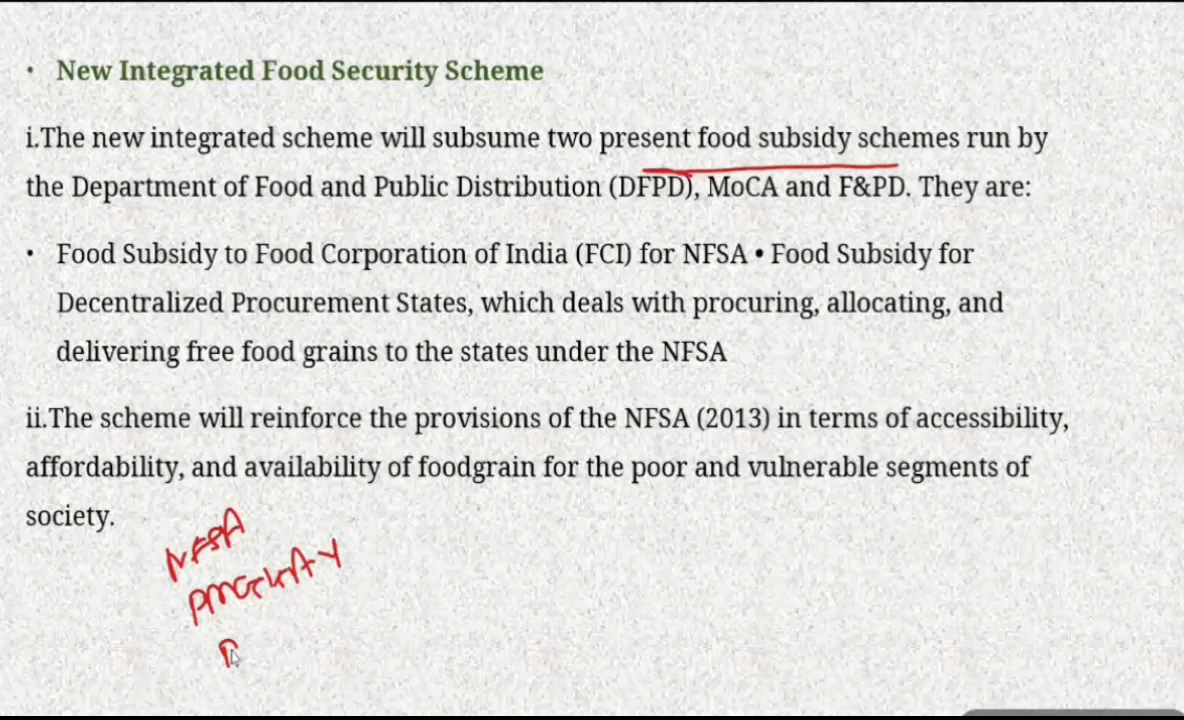 • New Integrated Food Security Scheme
i.The new integrated scheme will subsume two present food subsidy schemes run by
the Department of Food and Public Distribution (DFPD), MoCA and F&PD. They are:
• Food Subsidy to Food Corporation of India (FCI) for NFSA • Food Subsidy for
Decentralized Procurement States, which deals with procuring, allocating, and
delivering free food grains to the states under the NFSA
ii.The scheme will reinforce the provisions of the NFSA (2013) in terms of accessibility,
affordability, and availability of foodgrain for the poor and vulnerable segments of
society.
NFSA
PMGKAY